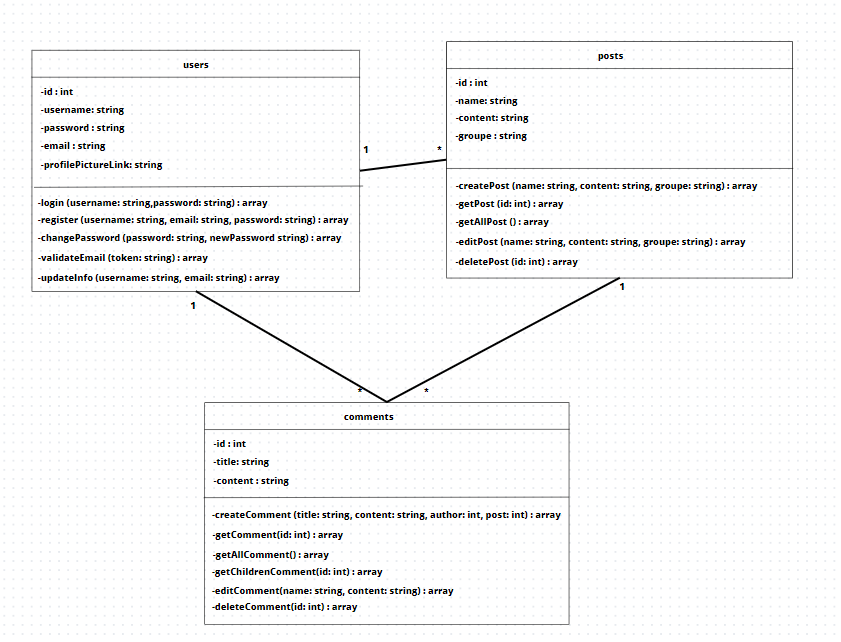 users
-id : int
-username: string
-password : string
-email : string
-profilePictureLink: string
-login (username: string,password: string) : array
-register (username: string, email: string, password: string) : array
-changePassword (password: string, newPassword string) : array
-validateEmail (token: string) : array
-updateInfo (username: string, email: string) : array
1
*
posts
-id : int
-name: string
-content: string
-groupe : string
-createPost (name: string, content: string, groupe: string) : array
-getPost (id: int) : array
-getAllPost () : array
-editPost (name: string, content: string, groupe: string) : array
-deletePost (id: int) : array
1
1
*
*
comments
-id : int
-title: string
-content : string
-createComment (title: string, content: string, author: int, post: int) : array
-getComment(id: int) : array
-getAllComment() : array
-getChildrenComment(id: int) : array
-editComment(name: string, content: string) : array
-deleteComment(id: int) : array